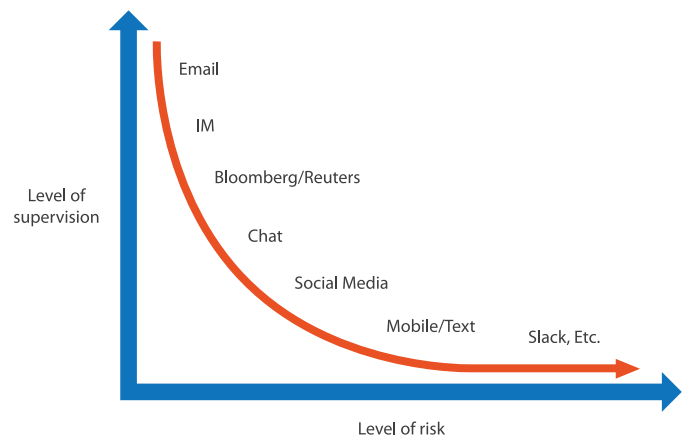 Email
IM
Bloomberg/Reuters
Level of
supervision
Chat
Social Media
Mobile/Text
Slack, Etc.
Level of risk